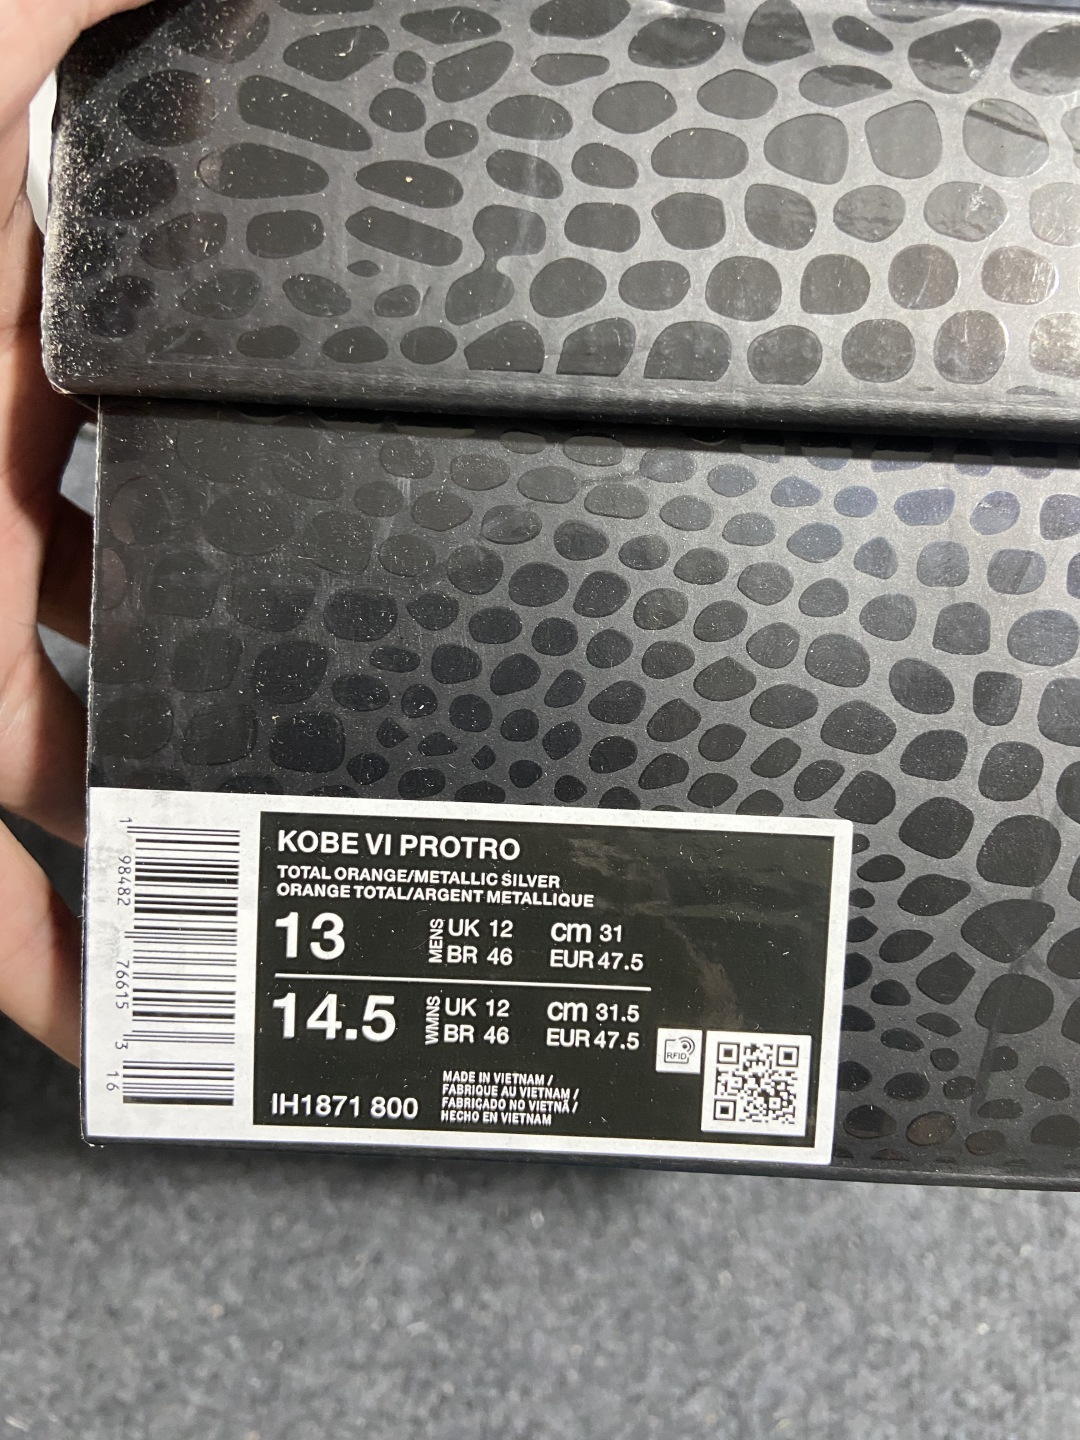 KOBE VI PROTRO
TOTAL ORANGE/METALLIC SILVER
ORANGE TOTAL/ARGENT METALLIQUE
13 MENS UK 12 cm 31
BR 46 EUR 47.5
14.5 WMNS UK 12 cm 31.5
BR 46 EUR 47.5
RFID
IH1871 800
MADE IN VIETNAM /
FABRIQUE AU VIETNAM /
FABRICADO NO VIETNÃ /
HECHO EN VIETNAM
1 98482 76615 3 16